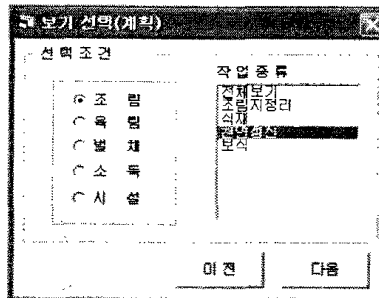 보기 선택(계획)
선택조건
작업종류
조 림
육 림
벌 채
소 독
시 설
전체보기
조림지정리
식재
보식
이전
다음